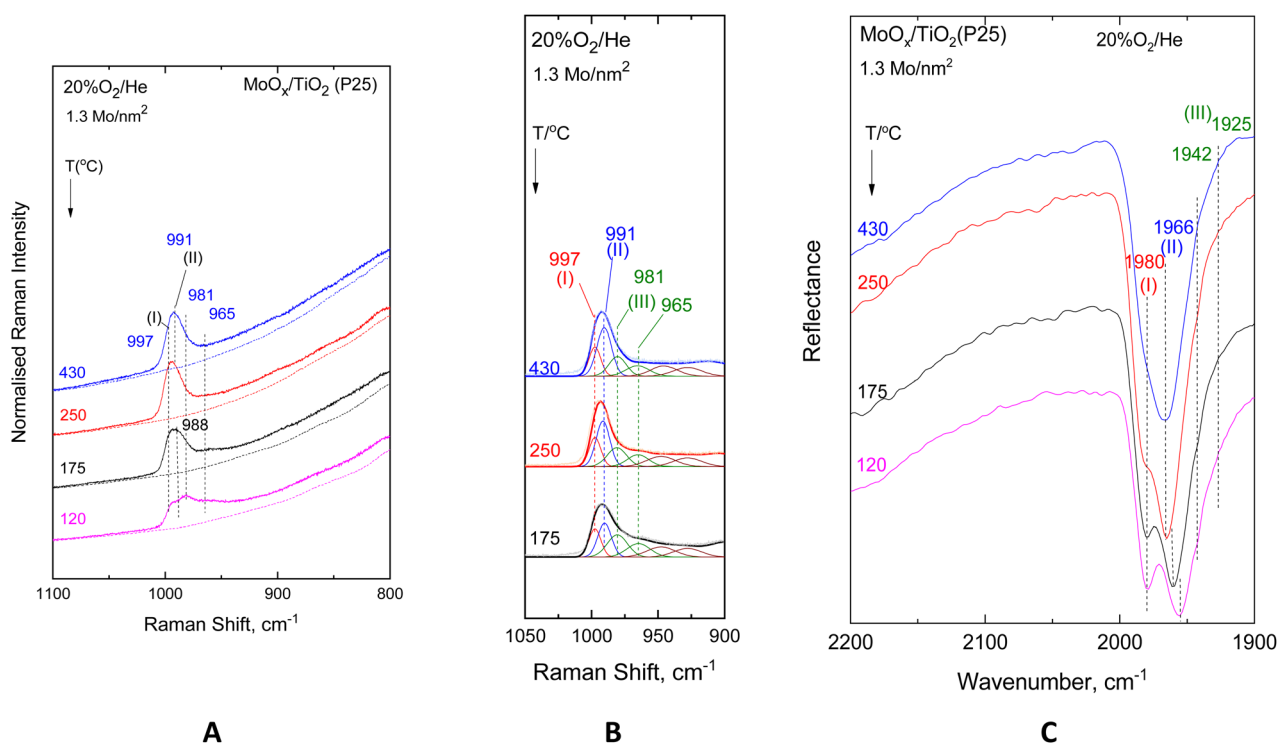 20%O₂/He
MoOₓ/TiO₂ (P25)
1.3 Mo/nm²
T(°C)
991
(II)
981
(I)
965
997
430
250
988
175
120
1100
1000
900
800
Normalised Raman Intensity
Raman Shift, cm⁻¹
A
20%O₂/He
1.3 Mo/nm²
T/°C
991
997
(II)
(I)
981
(III)
965
430
250
175
1050
1000
950
900
Raman Shift, cm⁻¹
B
MoOₓ/TiO₂(P25)
20%O₂/He
1.3 Mo/nm²
(III)
1925
T/°C
1942
430
1966
(II)
1980
(I)
250
175
120
2200
2100
2000
1900
Reflectance
Wavenumber, cm⁻¹
C